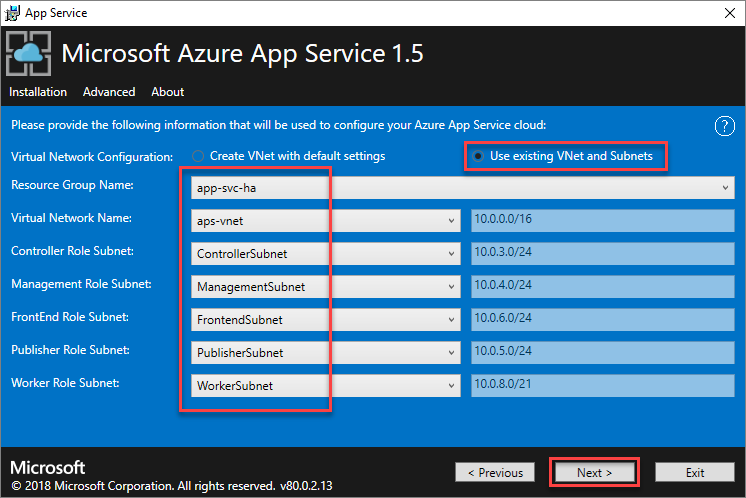 App Service
Microsoft Azure App Service 1.5
Installation Advanced About
Please provide the following information that will be used to configure your Azure App Service cloud: ?
Virtual Network Configuration: Create VNet with default settings Use existing VNet and Subnets
Resource Group Name: app-svc-ha
Virtual Network Name: aps-vnet 10.0.0.0/16
Controller Role Subnet: ControllerSubnet 10.0.3.0/24
Management Role Subnet: ManagementSubnet 10.0.4.0/24
FrontEnd Role Subnet: FrontendSubnet 10.0.6.0/24
Publisher Role Subnet: PublisherSubnet 10.0.5.0/24
Worker Role Subnet: WorkerSubnet 10.0.8.0/21
Microsoft
© 2018 Microsoft Corporation. All rights reserved. v80.0.2.13
< Previous Next > Exit